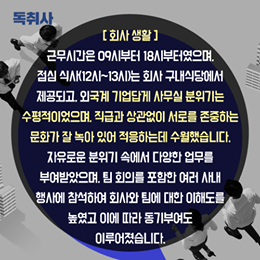 독취사
[ 회사 생활 ]
근무시간은 09시부터 18시부터였으며,
점심 식사(12시~13시)는 회사 구내식당에서
제공되고, 외국계 기업답게 사무실 분위기는
수평적이었으며, 직급과 상관없이 서로를 존중하는
문화가 잘 녹아 있어 적응하는데 수월했습니다.
자유로운 분위기 속에서 다양한 업무를
부여받았으며, 팀 회의를 포함한 여러 사내
행사에 참석하여 회사와 팀에 대한 이해도를
높였고 이에 따라 동기부여도
이루어졌습니다.